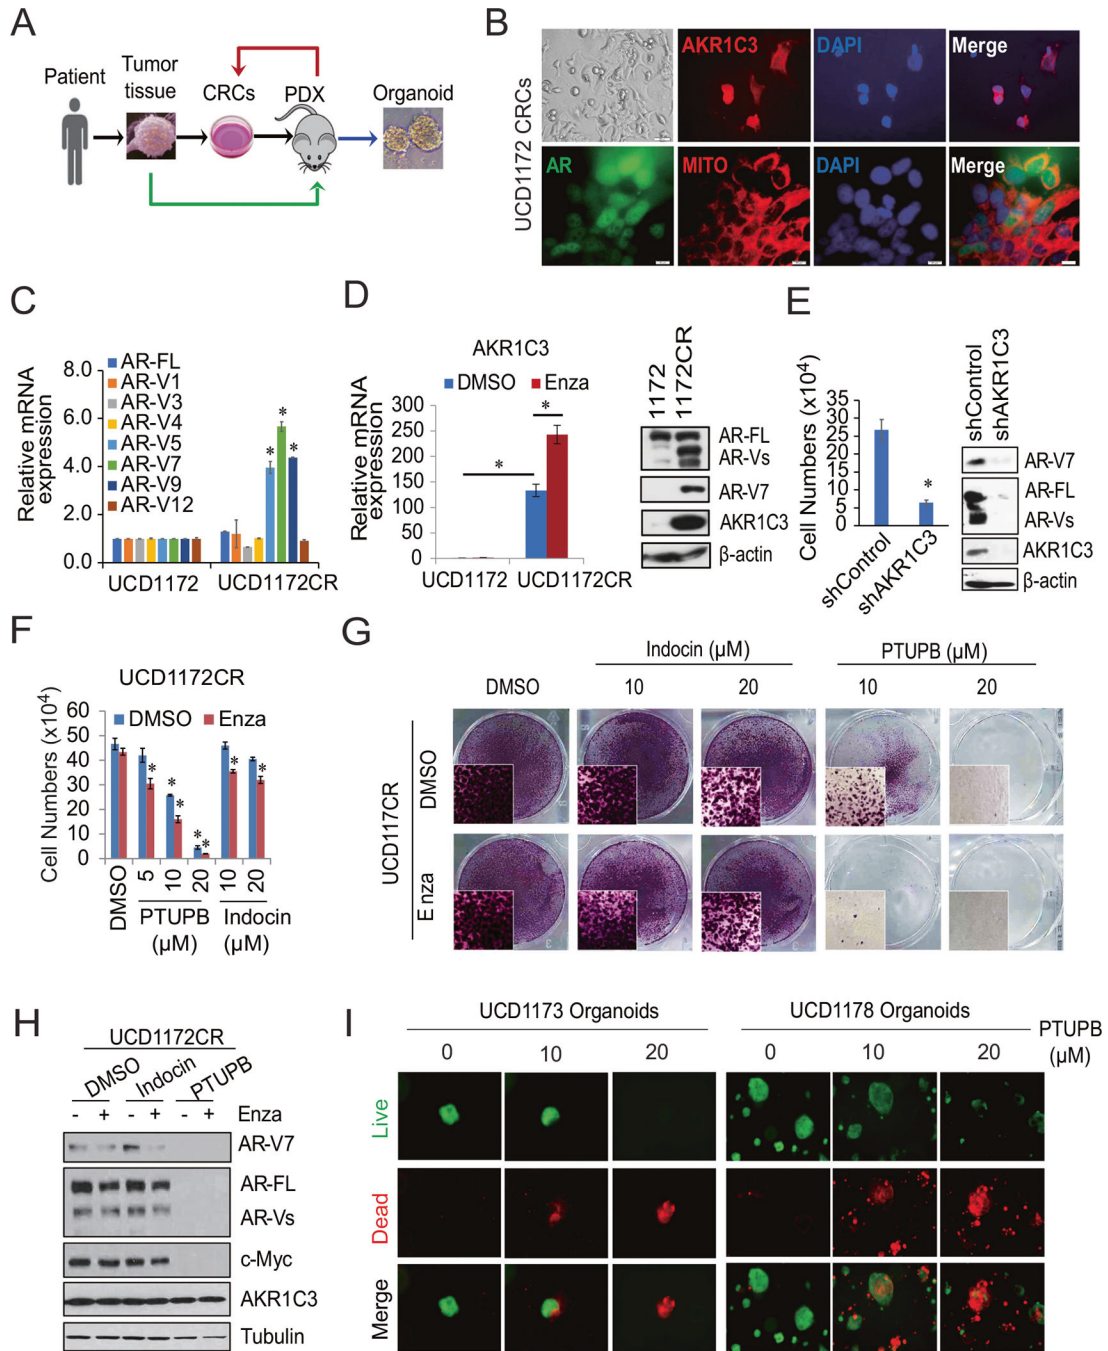 A
Patient
Tumor
tissue
CRCs
PDX
Organoid
B
UCD1172 CRCs
AKR1C3
DAPI
Merge
AR
MITO
DAPI
Merge
C
Relative mRNA
expression
8.0
6.0
4.0
2.0
0.0
AR-FL
AR-V1
AR-V3
AR-V4
AR-V5
AR-V7
AR-V9
AR-V12
* * *
UCD1172 UCD1172CR
D
AKR1C3
DMSO Enza
Relative mRNA
expression
300
250
200
150
100
50
0
*
*
UCD1172 UCD1172CR
1172
1172CR
AR-FL
AR-Vs
AR-V7
AKR1C3
β-actin
E
Cell Numbers (x10⁴)
35
30
25
20
15
10
5
0
*
shControl
shAKR1C3
shControl
shAKR1C3
AR-V7
AR-FL
AR-Vs
AKR1C3
β-actin
F
UCD1172CR
DMSO Enza
Cell Numbers (x10⁴)
60
50
40
30
20
10
0
* * * * * * *
DMSO 5 10 20 10 20
PTUPB Indocin
(µM) (µM)
G
Indocin (µM) PTUPB (µM)
DMSO 10 20 10 20
UCD117CR
DMSO
Enza
H
UCD1172CR
DMSO Indocin PTUPB
- + - + - + Enza
AR-V7
AR-FL
AR-Vs
c-Myc
AKR1C3
Tubulin
I
UCD1173 Organoids UCD1178 Organoids
PTUPB
(µM)
0 10 20 0 10 20
Live
Dead
Merge